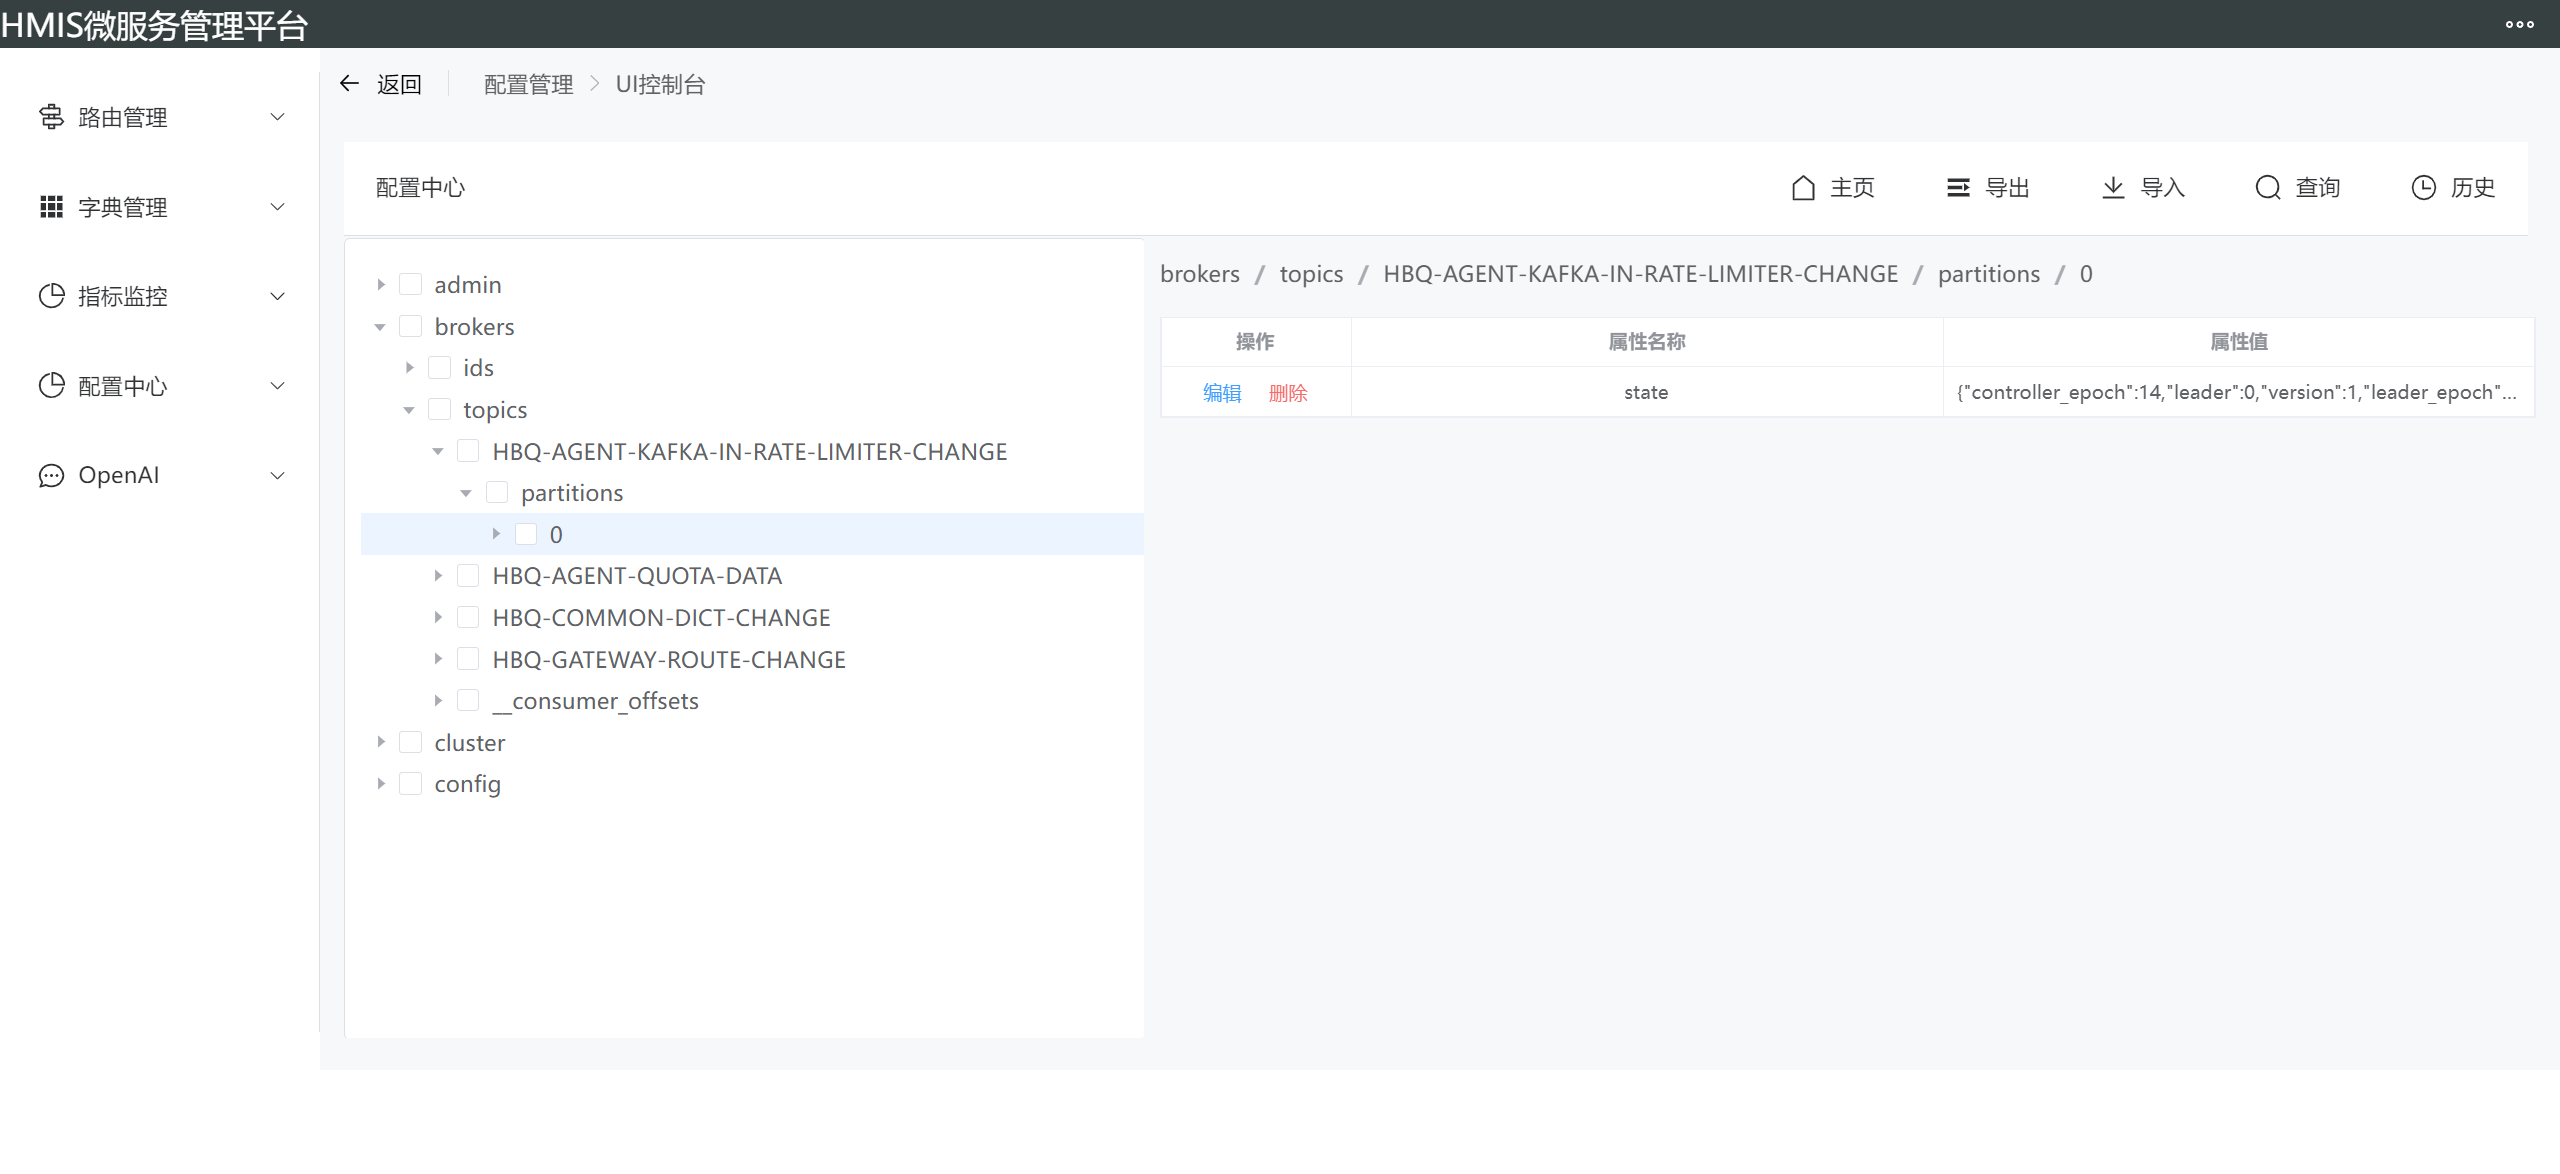 HMIS微服务管理平台
路由管理
字典管理
指标监控
配置中心
OpenAI
返回 配置管理 UI控制台
配置中心 主页 导出 导入 查询 历史
admin
brokers
ids
topics
HBQ-AGENT-KAFKA-IN-RATE-LIMITER-CHANGE
partitions
0
HBQ-AGENT-QUOTA-DATA
HBQ-COMMON-DICT-CHANGE
HBQ-GATEWAY-ROUTE-CHANGE
__consumer_offsets
cluster
config
brokers / topics / HBQ-AGENT-KAFKA-IN-RATE-LIMITER-CHANGE / partitions / 0
操作 属性名称 属性值
编辑 删除 state {"controller_epoch":14,"leader":0,"version":1,"leader_epoch"...